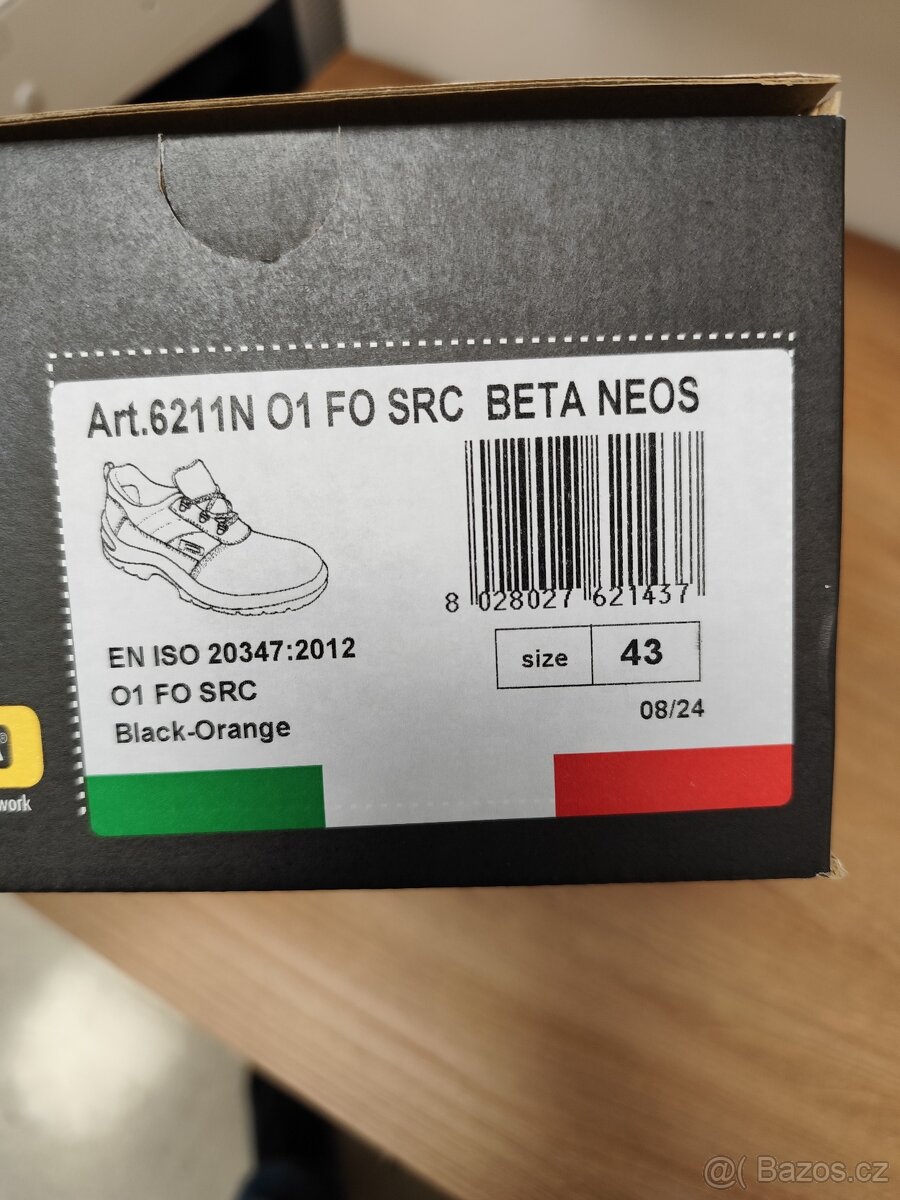 Art.6211N O1 FO SRC BETA NEOS
8 028027 621437
EN ISO 20347:2012
O1 FO SRC
Black-Orange
size 43
08/24
work
@( Bazos.cz